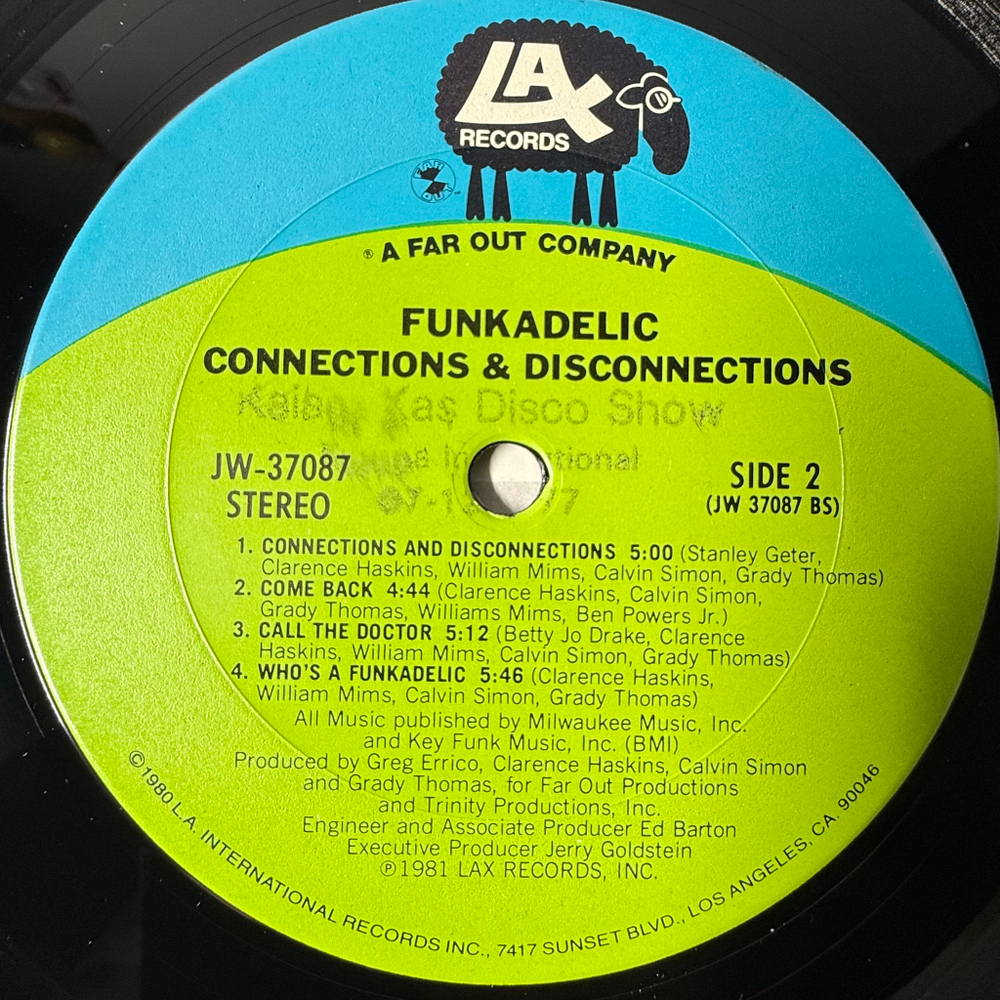 LAX
RECORDS
FAR
OUT
™
® A FAR OUT COMPANY
FUNKADELIC
CONNECTIONS & DISCONNECTIONS
Disco Show
JW-37087
STEREO
SIDE 2
(JW 37087 BS)
1. CONNECTIONS AND DISCONNECTIONS 5:00 (Stanley Geter,
Clarence Haskins, William Mims, Calvin Simon, Grady Thomas)
2. COME BACK 4:44 (Clarence Haskins, Calvin Simon,
Grady Thomas, Williams Mims, Ben Powers Jr.)
3. CALL THE DOCTOR 5:12 (Betty Jo Drake, Clarence
Haskins, William Mims, Calvin Simon, Grady Thomas)
4. WHO'S A FUNKADELIC 5:46 (Clarence Haskins,
William Mims, Calvin Simon, Grady Thomas)
All Music published by Milwaukee Music, Inc.
and Key Funk Music, Inc. (BMI)
Produced by Greg Errico, Clarence Haskins, Calvin Simon
and Grady Thomas, for Far Out Productions
and Trinity Productions, Inc.
Engineer and Associate Producer Ed Barton
Executive Producer Jerry Goldstein
℗1981 LAX RECORDS, INC.
©1980 L.A. INTERNATIONAL RECORDS INC., 7417 SUNSET BLVD., LOS ANGELES, CA. 90046